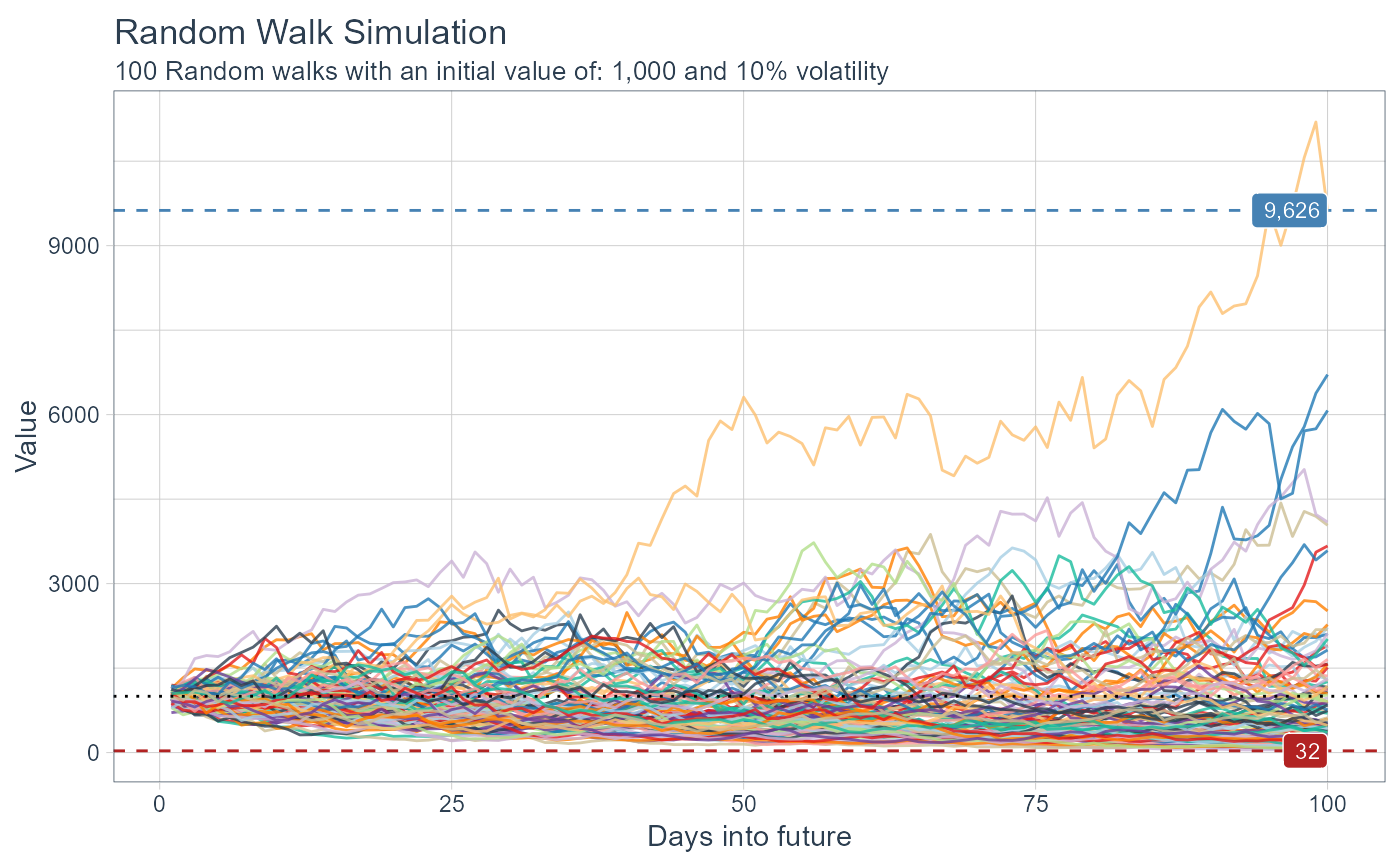 Random Walk Simulation
100 Random walks with an initial value of: 1,000 and 10% volatility
9,626
9000
6000
Value
3000
0
32
0 25 50 75 100
Days into future